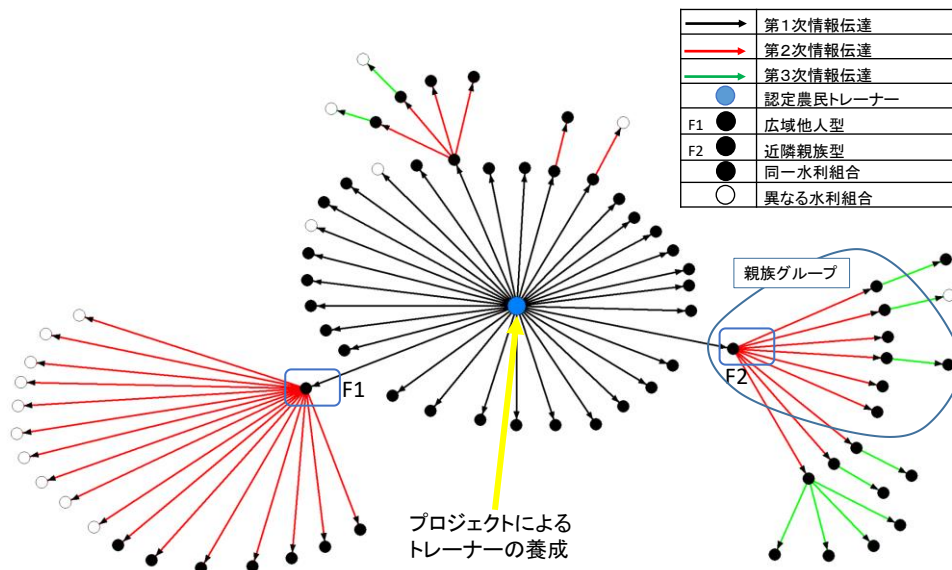 第1次情報伝達
第2次情報伝達
第3次情報伝達
認定農民トレーナー
F1 広域他人型
F2 近隣親族型
同一水利組合
異なる水利組合
親族グループ
F1
F2
プロジェクトによる
トレーナーの養成